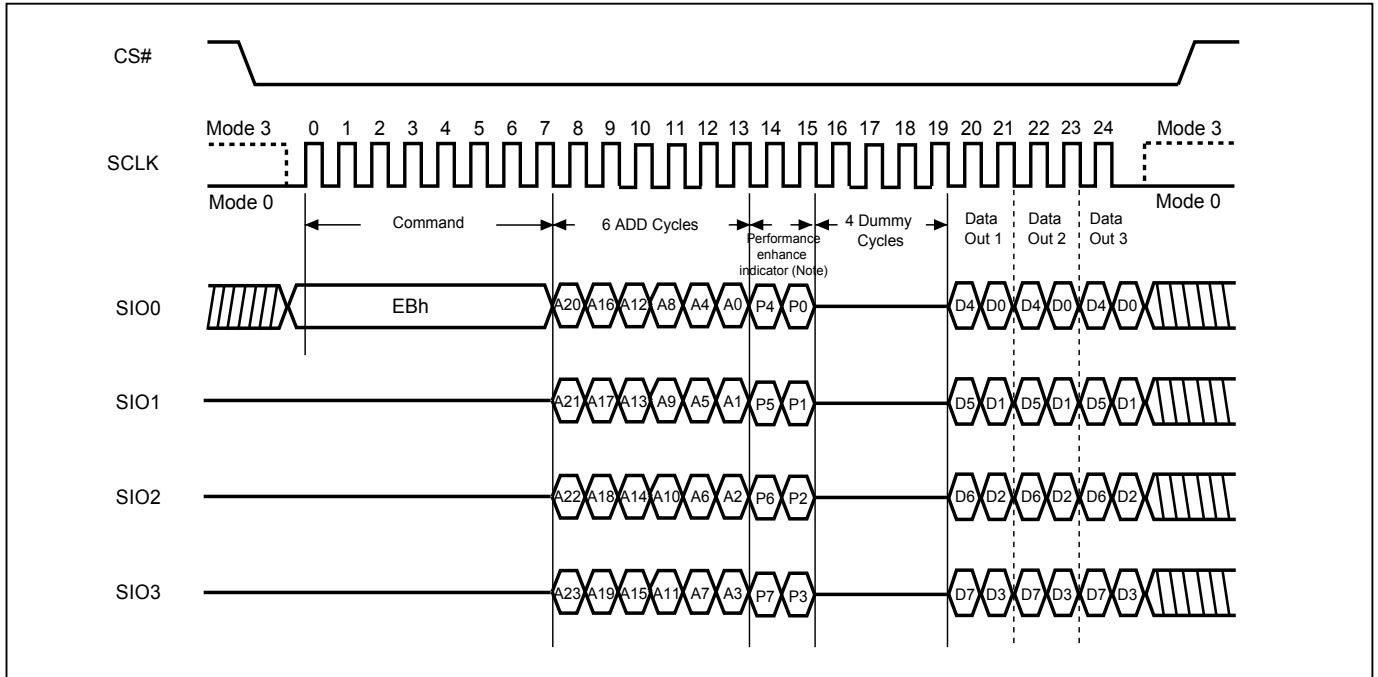 CS#
Mode 3 0 1 2 3 4 5 6 7 8 9 10 11 12 13 14 15 16 17 18 19 20 21 22 23 24 Mode 3
SCLK
Mode 0 Mode 0
Command 6 ADD Cycles Performance enhance indicator (Note) 4 Dummy Cycles Data Out 1 Data Out 2 Data Out 3
SIO0 EBh A20 A16 A12 A8 A4 A0 P4 P0 D4 D0 D4 D0 D4 D0
SIO1 A21 A17 A13 A9 A5 A1 P5 P1 D5 D1 D5 D1 D5 D1
SIO2 A22 A18 A14 A10 A6 A2 P6 P2 D6 D2 D6 D2 D6 D2
SIO3 A23 A19 A15 A11 A7 A3 P7 P3 D7 D3 D7 D3 D7 D3